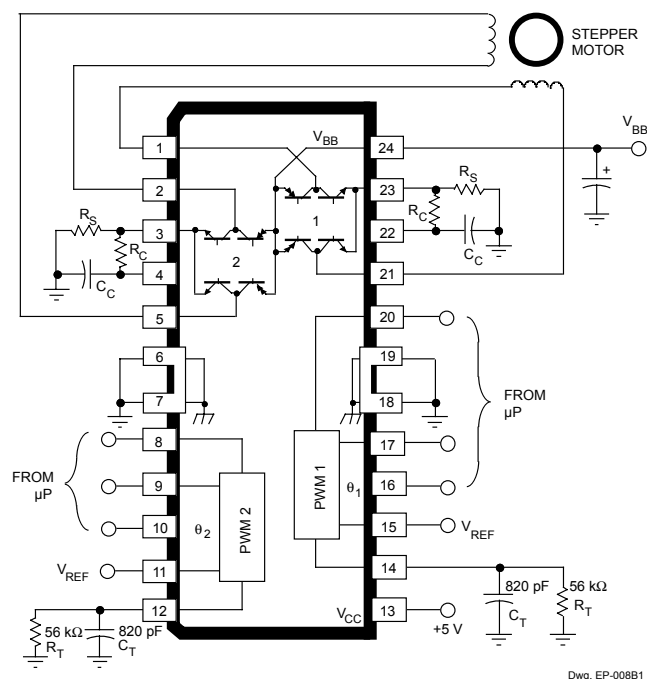 STEPPER
MOTOR
V_BB
1
V_BB
24
+
2
23
R_S
R_S
3
1
R_C
22
R_C
2
C_C
4
21
C_C
5
20
6
19
7
18
FROM
µP
8
17
FROM
µP
9
PWM 2
PWM 1
θ_1
16
10
θ_2
15
V_REF
V_REF
11
14
12
820 pF
C_T
56 kΩ
R_T
56 kΩ
R_T
820 pF
C_T
V_CC
13
+5 V
Dwg. EP-008B1